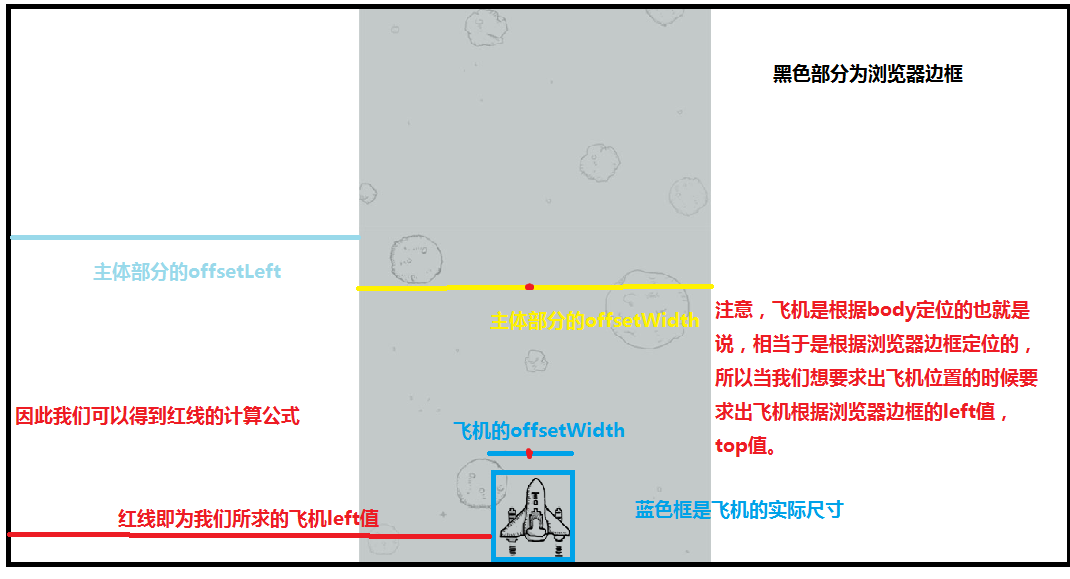 黑色部分为浏览器边框
主体部分的offsetLeft
主体部分的offsetWidth
注意，飞机是根据body定位的也就是
说，相当于是根据浏览器边框定位的，
所以当我们想要求出飞机位置的时候要
求出飞机根据浏览器边框的left值，
top值。
因此我们可以得到红线的计算公式
飞机的offsetWidth
蓝色框是飞机的实际尺寸
红线即为我们所求的飞机left值